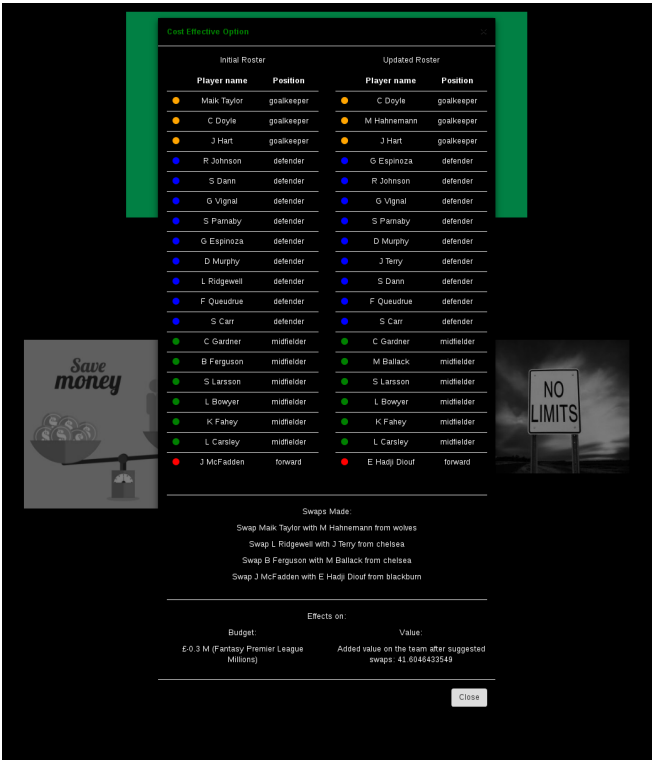 Cost Effective Option
Initial Roster
Player name Position
Maik Taylor goalkeeper
C Doyle goalkeeper
J Hart goalkeeper
R Johnson defender
S Dann defender
G Vignal defender
S Parnaby defender
G Espinoza defender
D Murphy defender
L Ridgewell defender
F Queudrue defender
S Carr defender
C Gardner midfielder
B Ferguson midfielder
S Larsson midfielder
L Bowyer midfielder
K Fahey midfielder
L Carsley midfielder
J McFadden forward
Updated Roster
Player name Position
C Doyle goalkeeper
M Hahnemann goalkeeper
J Hart goalkeeper
G Espinoza defender
R Johnson defender
G Vignal defender
S Parnaby defender
D Murphy defender
J Terry defender
S Dann defender
F Queudrue defender
S Carr defender
C Gardner midfielder
M Ballack midfielder
S Larsson midfielder
L Bowyer midfielder
K Fahey midfielder
L Carsley midfielder
E Hadji Diouf forward
Swaps Made:
Swap Maik Taylor with M Hahnemann from wolves
Swap L Ridgewell with J Terry from chelsea
Swap B Ferguson with M Ballack from chelsea
Swap J McFadden with E Hadji Diouf from blackburn
Effects on:
Budget:
£-0.3 M (Fantasy Premier League
Millions)
Value:
Added value on the team after suggested
swaps: 41.6046433549
Close
Save
money
NO
LIMITS